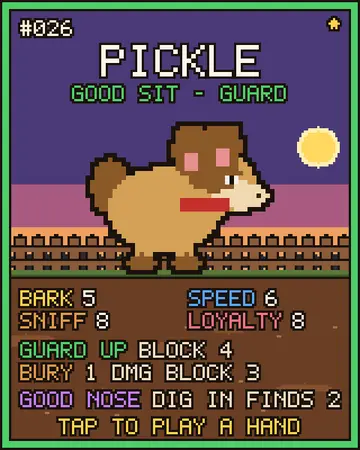 #026
PICKLE
GOOD SIT - GUARD
BARK 5 SPEED 6
SNIFF 8 LOYALTY 8
GUARD UP BLOCK 4
BURY 1 DMG BLOCK 3
GOOD NOSE DIG IN FINDS 2
TAP TO PLAY A HAND